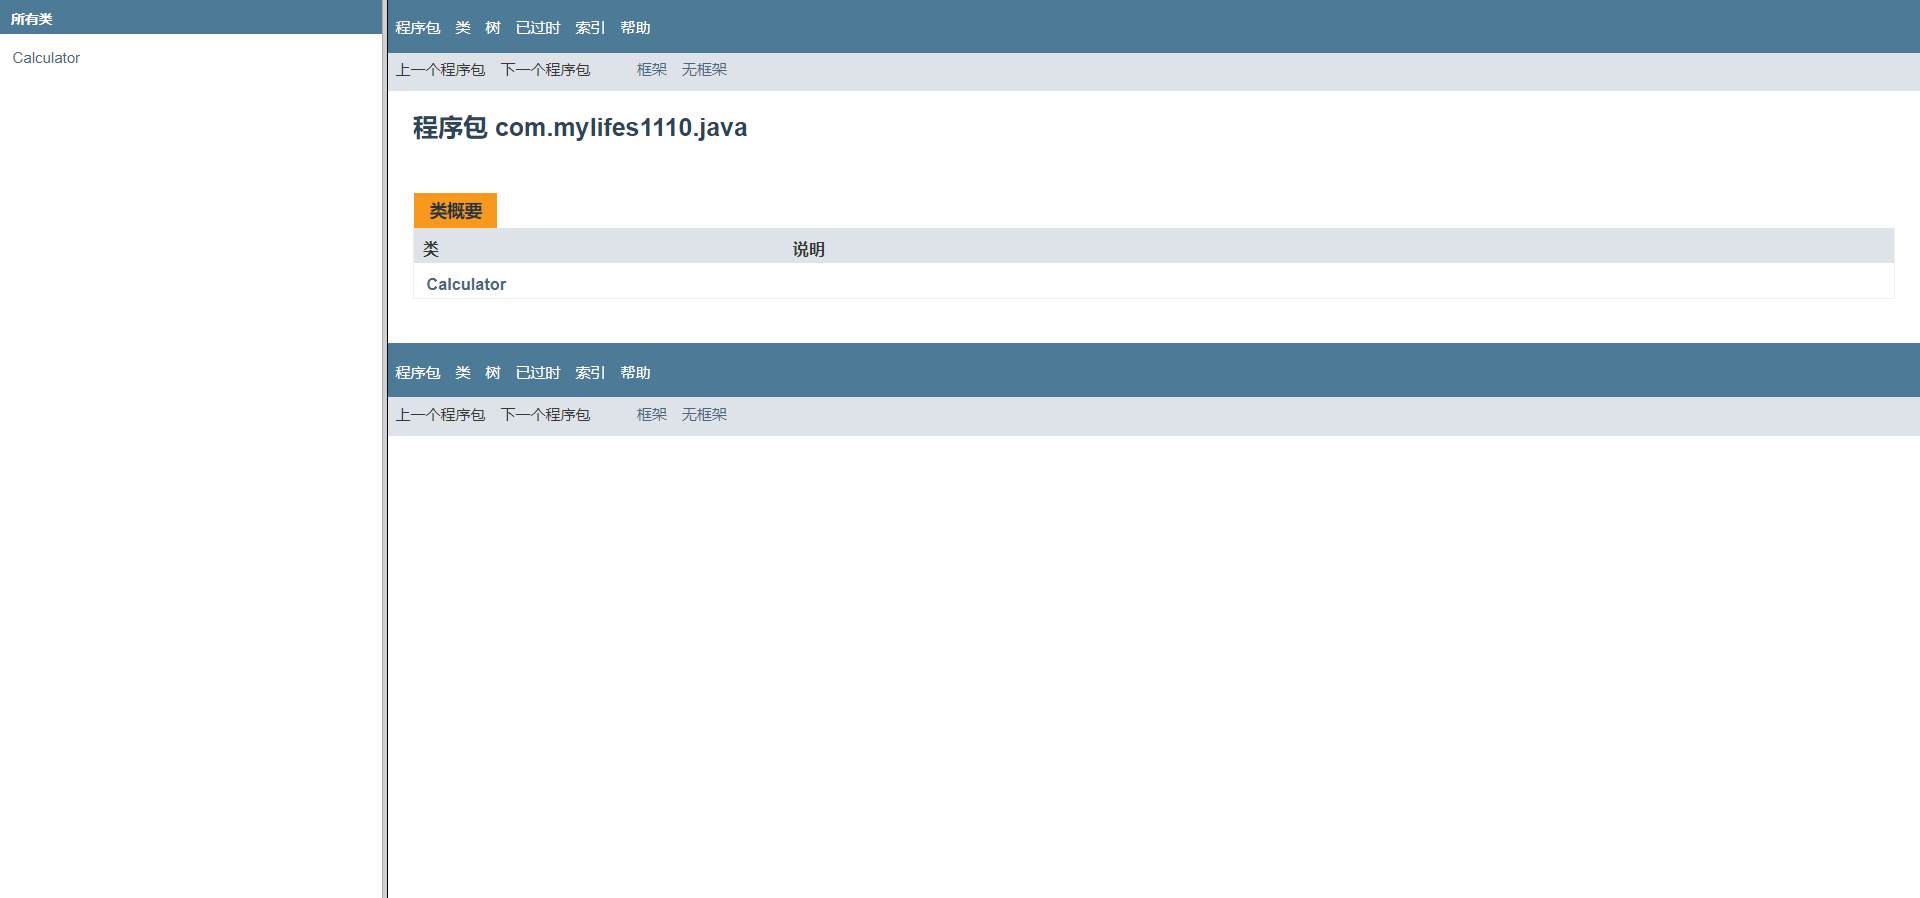 所有类
Calculator
程序包 类 树 已过时 索引 帮助
上一个程序包 下一个程序包 框架 无框架
程序包 com.mylifes1110.java
类概要
类 说明
Calculator
程序包 类 树 已过时 索引 帮助
上一个程序包 下一个程序包 框架 无框架